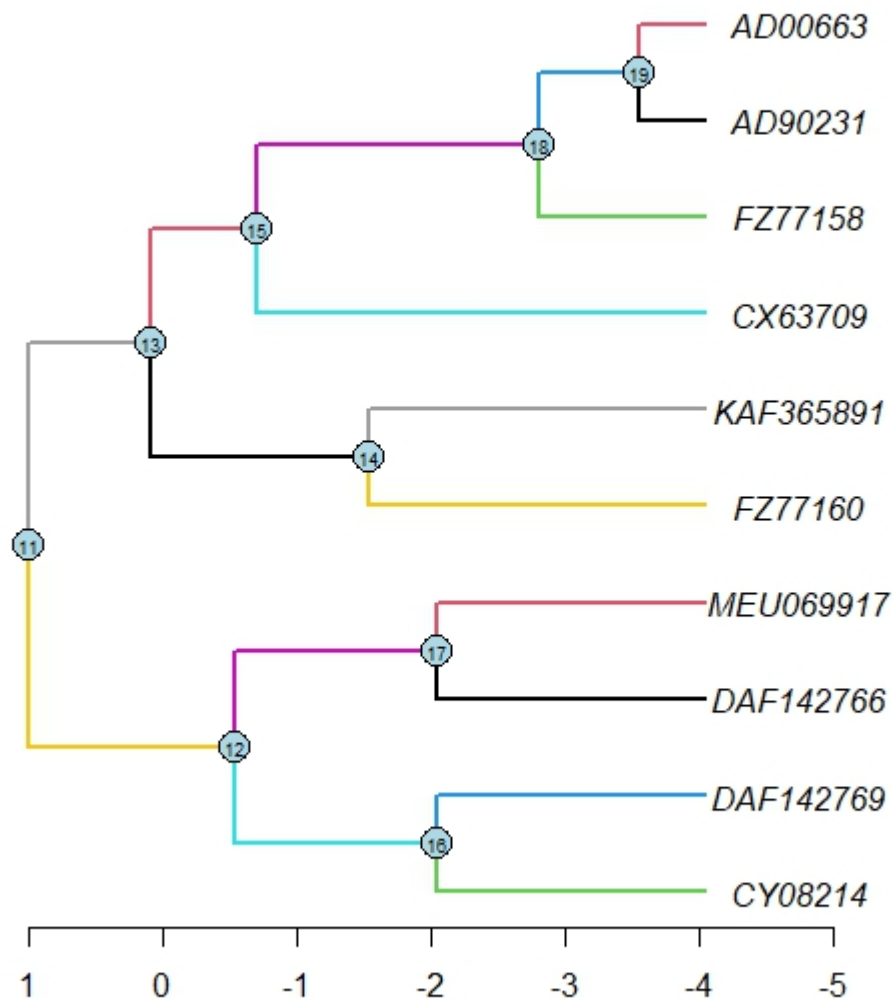 AD00663
19
AD90231
18
FZ77158
15
CX63709
13
KAF365891
14
FZ77160
11
MEU069917
17
DAF142766
12
DAF142769
16
CY08214
1 0 -1 -2 -3 -4 -5